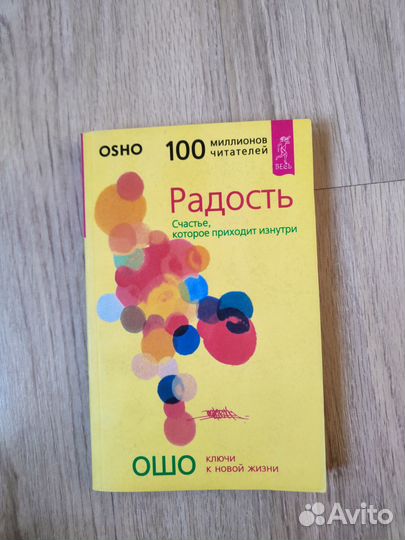 OSHO
100 миллионов
читателей
ВЕСЬ
Радость
Счастье,
которое приходит изнутри
ОШО
ключи
к новой жизни
Avito